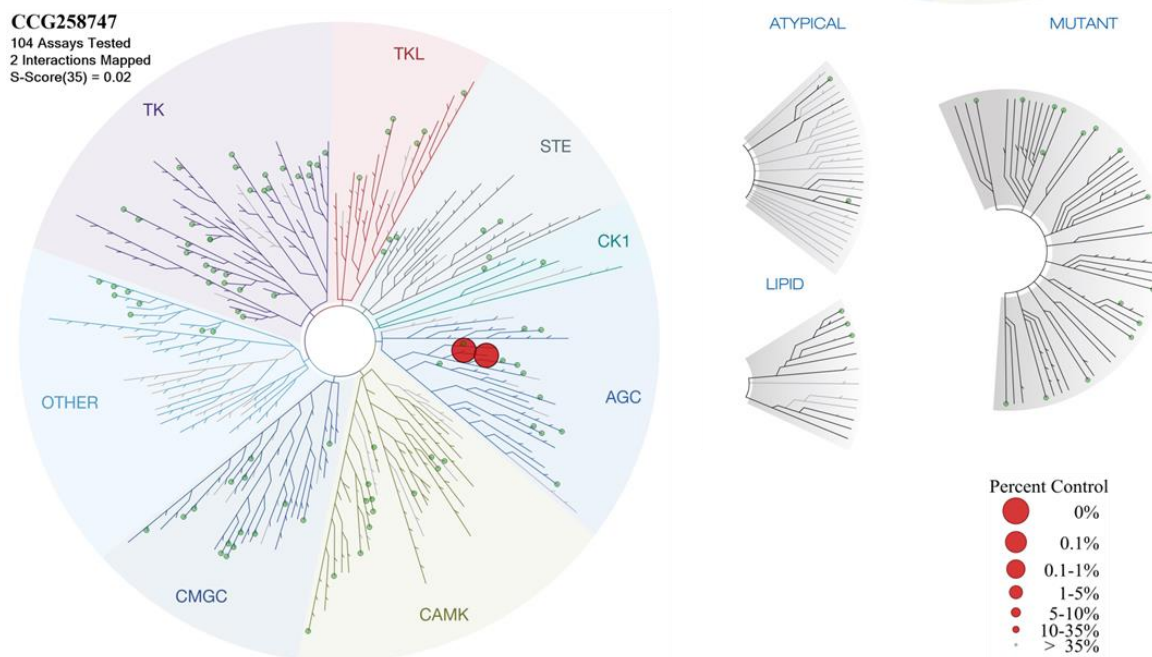 CCG258747
104 Assays Tested
2 Interactions Mapped
S-Score(35) = 0.02
TK
TKL
STE
CK1
AGC
CAMK
CMGC
OTHER
ATYPICAL
LIPID
MUTANT
Percent Control
0%
0.1%
0.1-1%
1-5%
5-10%
10-35%
> 35%